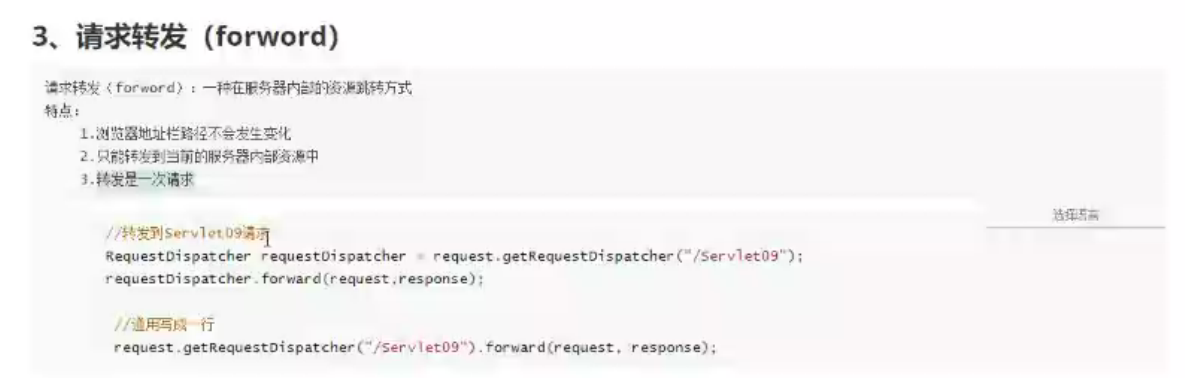 3、请求转发（forword）
请求转发（forword）：一种在服务器内部的资源跳转方式
特点：
1.浏览器地址栏路径不会发生变化
2.只能转发到当前的服务器内部资源中
3.转发是一次请求
选择语言
//转发到Servlet09请求
RequestDispatcher requestDispatcher = request.getRequestDispatcher("/Servlet09");
requestDispatcher.forward(request,response);
//通用写成一行
request.getRequestDispatcher("/Servlet09").forward(request, response);